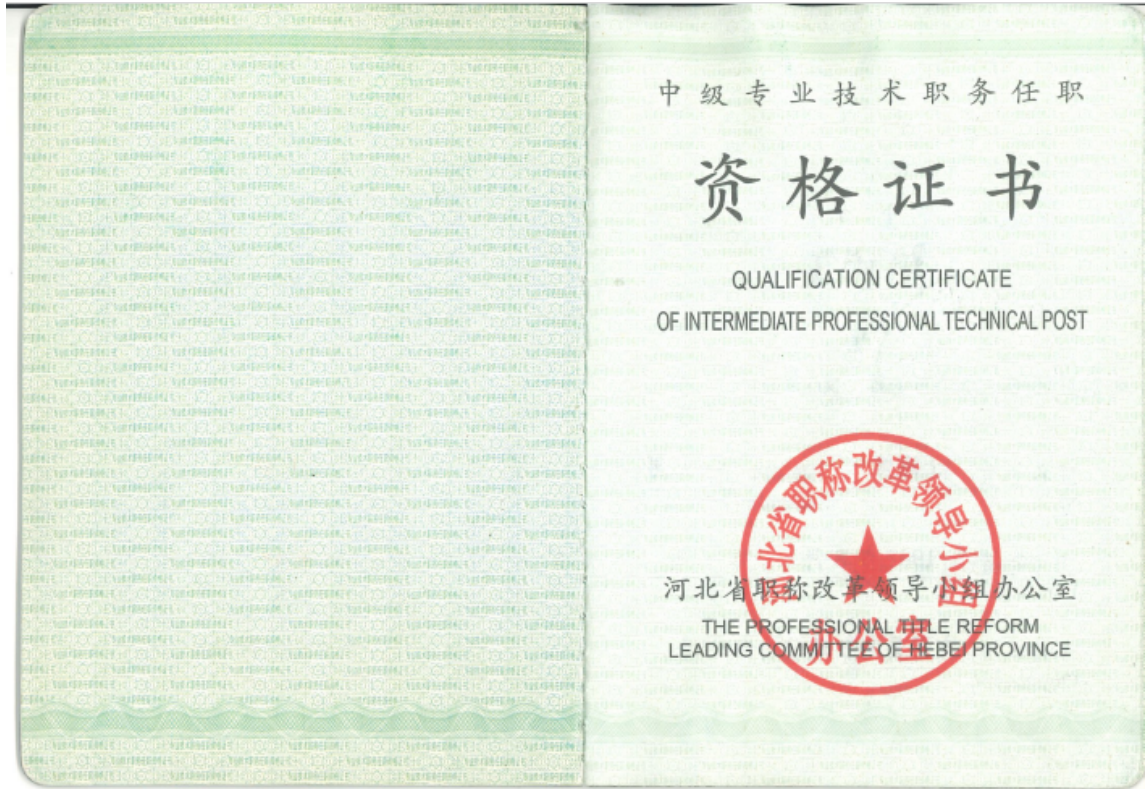 中级专业技术职务任职
资格证书
QUALIFICATION CERTIFICATE
OF INTERMEDIATE PROFESSIONAL TECHNICAL POST
河北省职称改革领导小组
办公室
河北省职称改革领导小组办公室
THE PROFESSIONAL TITLE REFORM
LEADING COMMITTEE OF HEBEI PROVINCE